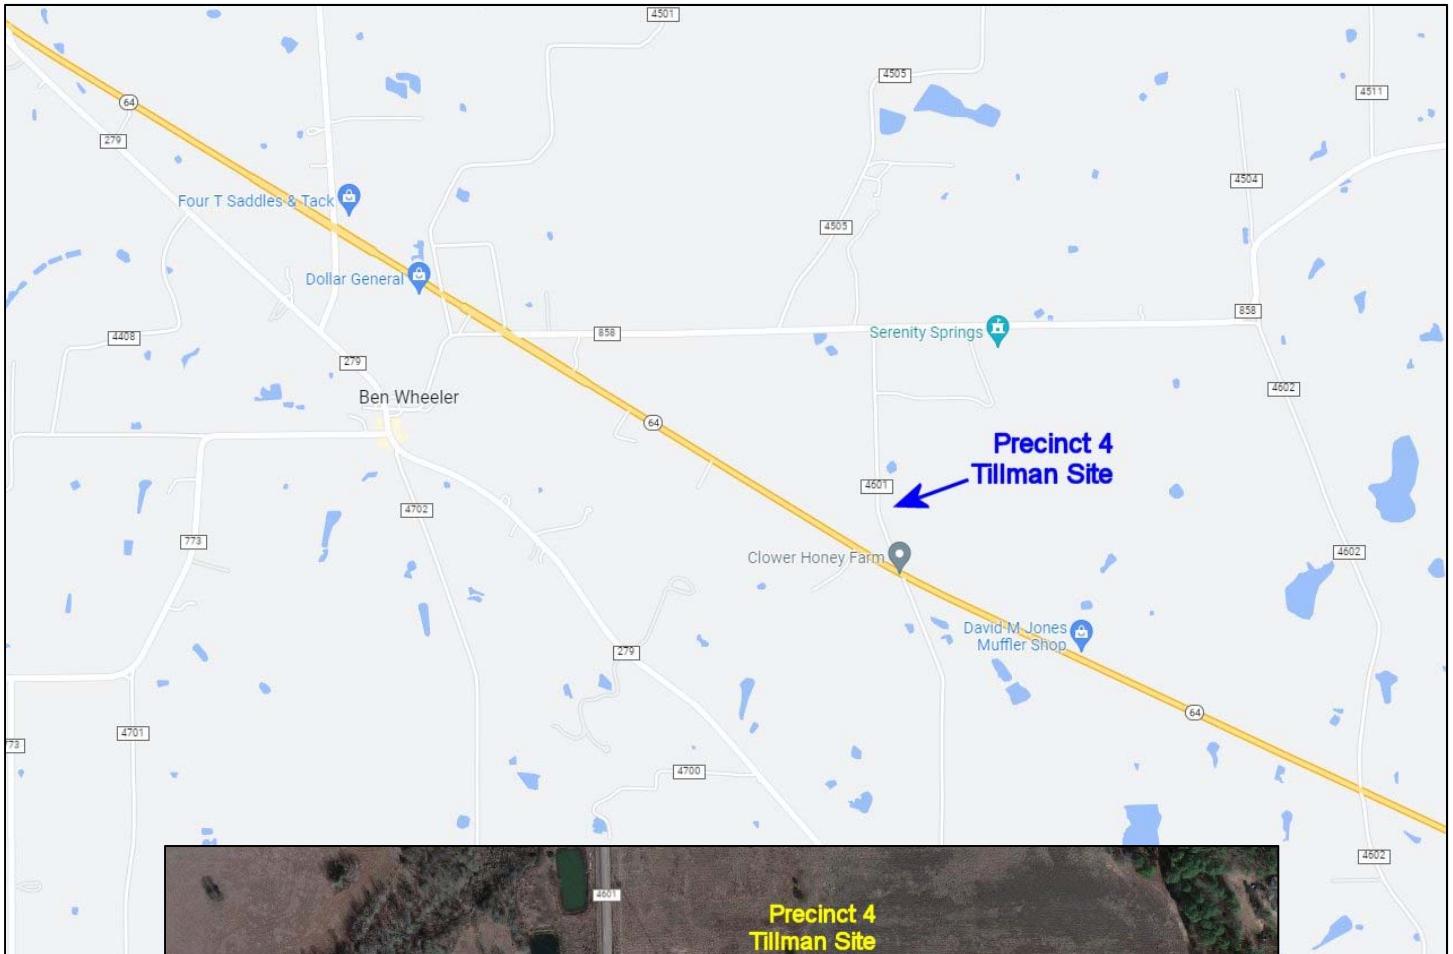 4501
4505
4511
64
279
4504
Four T Saddles & Tack
4505
Dollar General
858
4408
858
Serenity Springs
279
4602
Ben Wheeler
64
Precinct 4
Tillman Site
4601
4702
773
Clower Honey Farm
4602
David M Jones
Muffler Shop
279
64
4701
773
4700
4602
4601
Precinct 4
Tillman Site